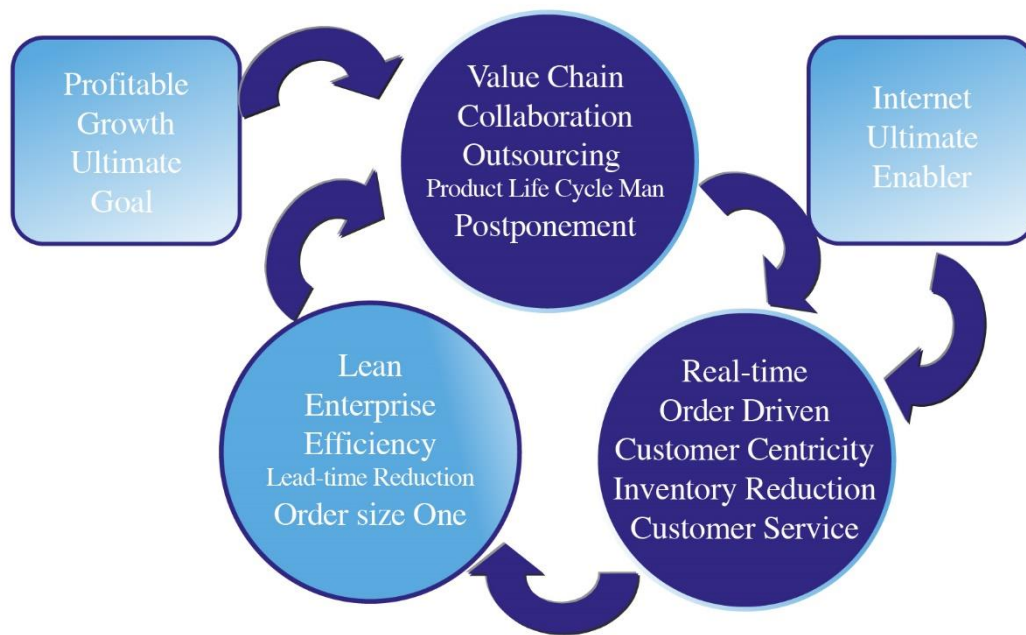 Profitable
Growth
Ultimate
Goal
Value Chain
Collaboration
Outsourcing
Product Life Cycle Man
Postponement
Internet
Ultimate
Enabler
Lean
Enterprise
Efficiency
Lead-time Reduction
Order size One
Real-time
Order Driven
Customer Centricity
Inventory Reduction
Customer Service